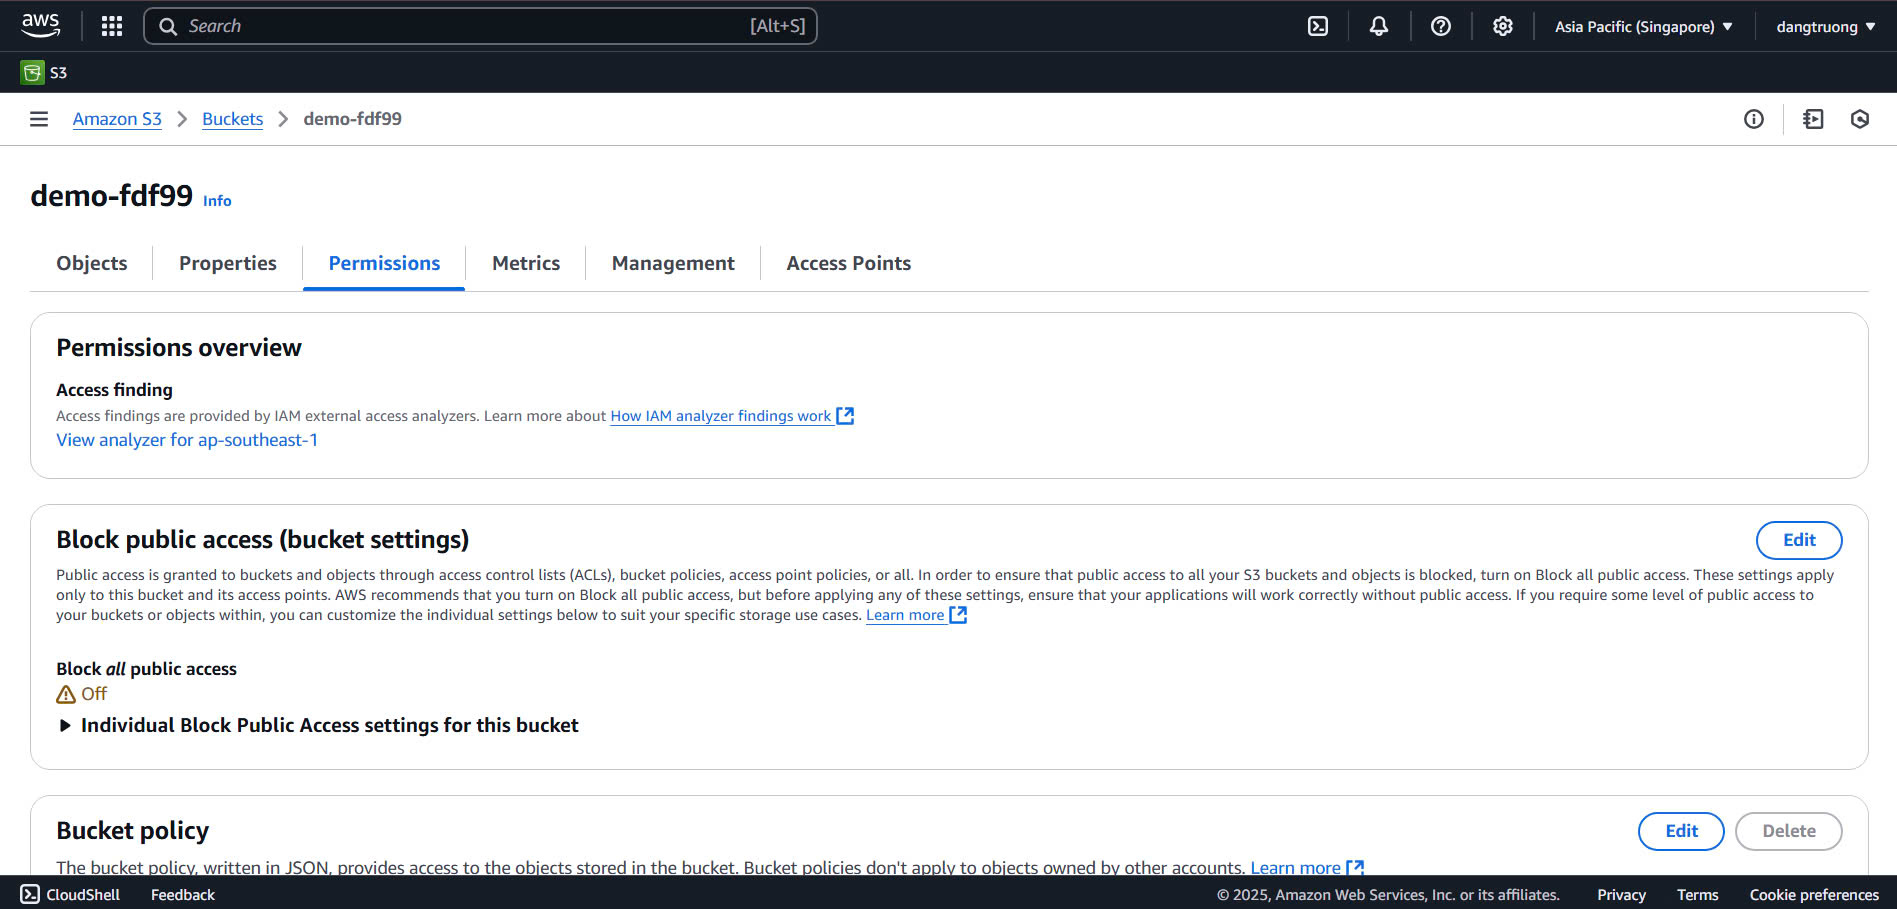 aws
Search [Alt+S]
Asia Pacific (Singapore)
dangtruong
S3
Amazon S3 Buckets demo-fdf99
demo-fdf99 Info
Objects Properties Permissions Metrics Management Access Points
Permissions overview
Access finding
Access findings are provided by IAM external access analyzers. Learn more about How IAM analyzer findings work
View analyzer for ap-southeast-1
Block public access (bucket settings)
Edit
Public access is granted to buckets and objects through access control lists (ACLs), bucket policies, access point policies, or all. In order to ensure that public access to all your S3 buckets and objects is blocked, turn on Block all public access. These settings apply
only to this bucket and its access points. AWS recommends that you turn on Block all public access, but before applying any of these settings, ensure that your applications will work correctly without public access. If you require some level of public access to
your buckets or objects within, you can customize the individual settings below to suit your specific storage use cases. Learn more
Block all public access
Off
Individual Block Public Access settings for this bucket
Bucket policy
Edit
Delete
The bucket policy, written in JSON, provides access to the objects stored in the bucket. Bucket policies don't apply to objects owned by other accounts. Learn more
CloudShell Feedback © 2025, Amazon Web Services, Inc. or its affiliates. Privacy Terms Cookie preferences